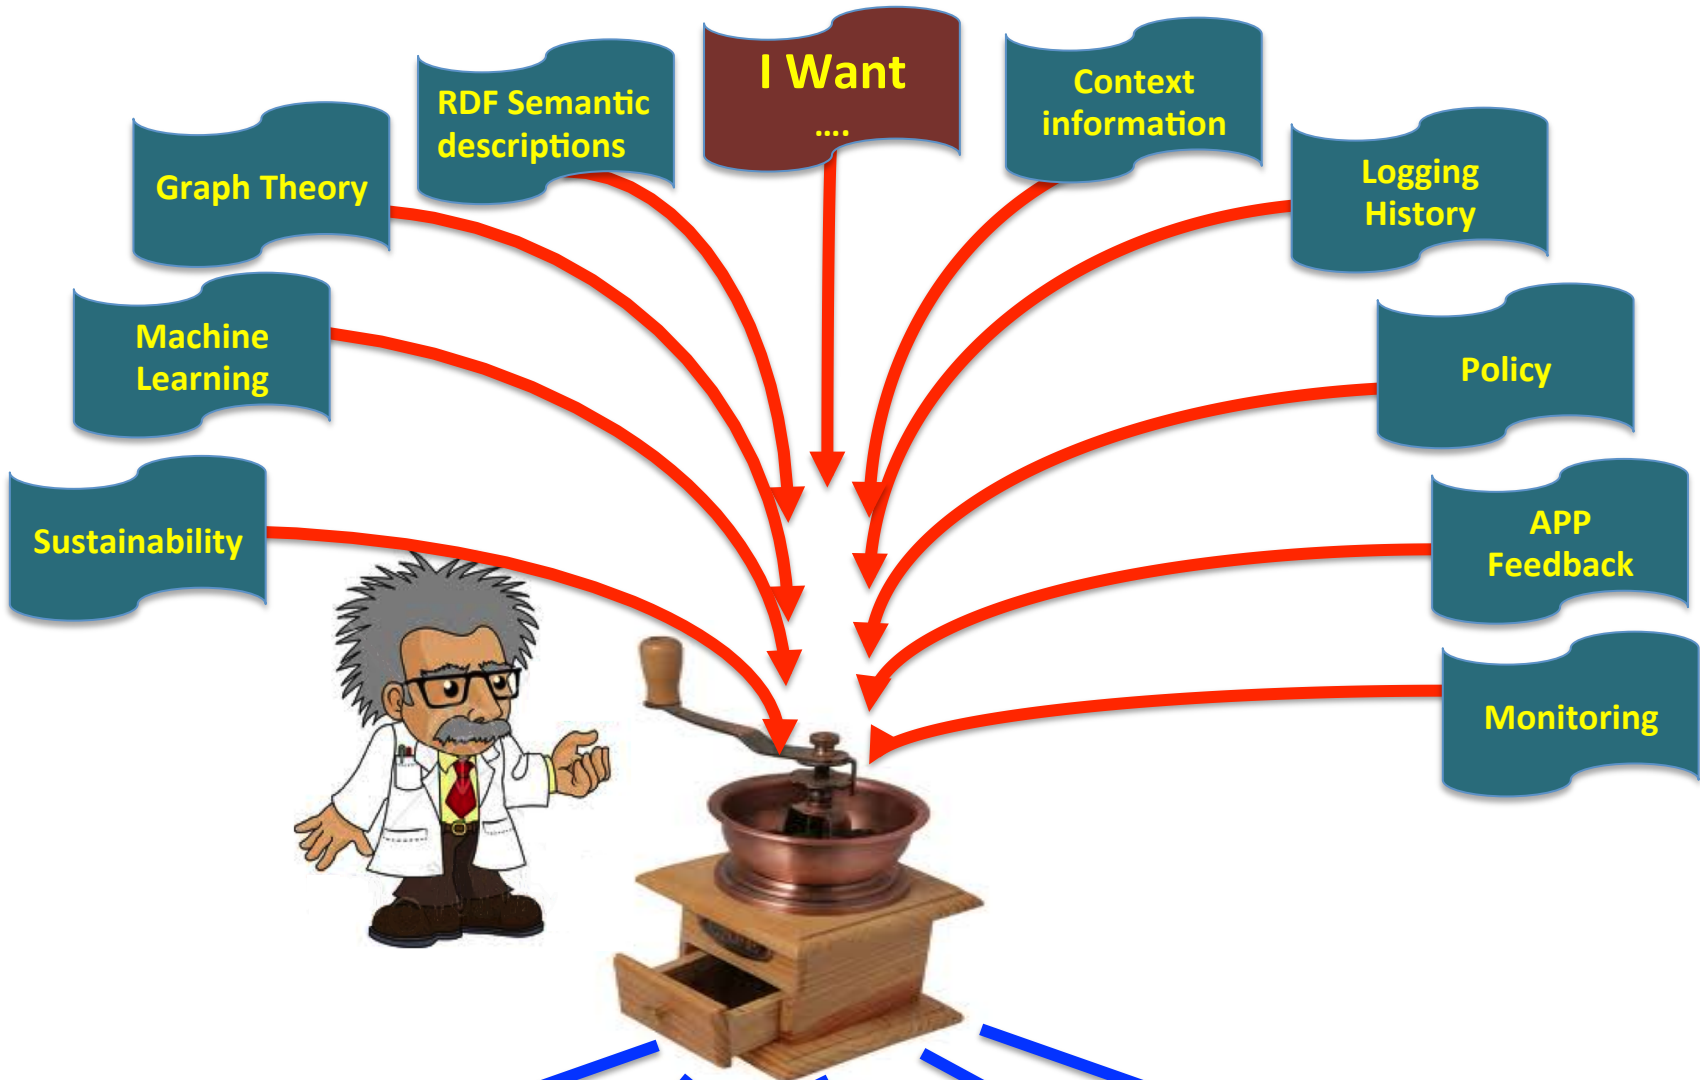 I Want
....
RDF Semantic
descriptions
Context
information
Graph Theory
Logging
History
Machine
Learning
Policy
Sustainability
APP
Feedback
Monitoring